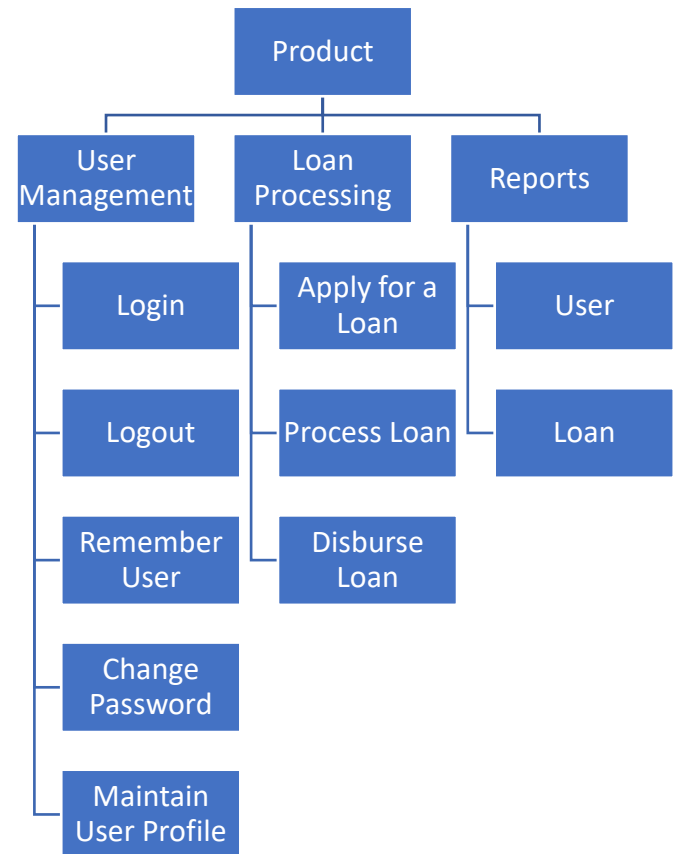 Product
User
Management
Loan
Processing
Reports
Login
Apply for a
Loan
User
Logout
Process Loan
Loan
Remember
User
Disburse
Loan
Change
Password
Maintain
User Profile